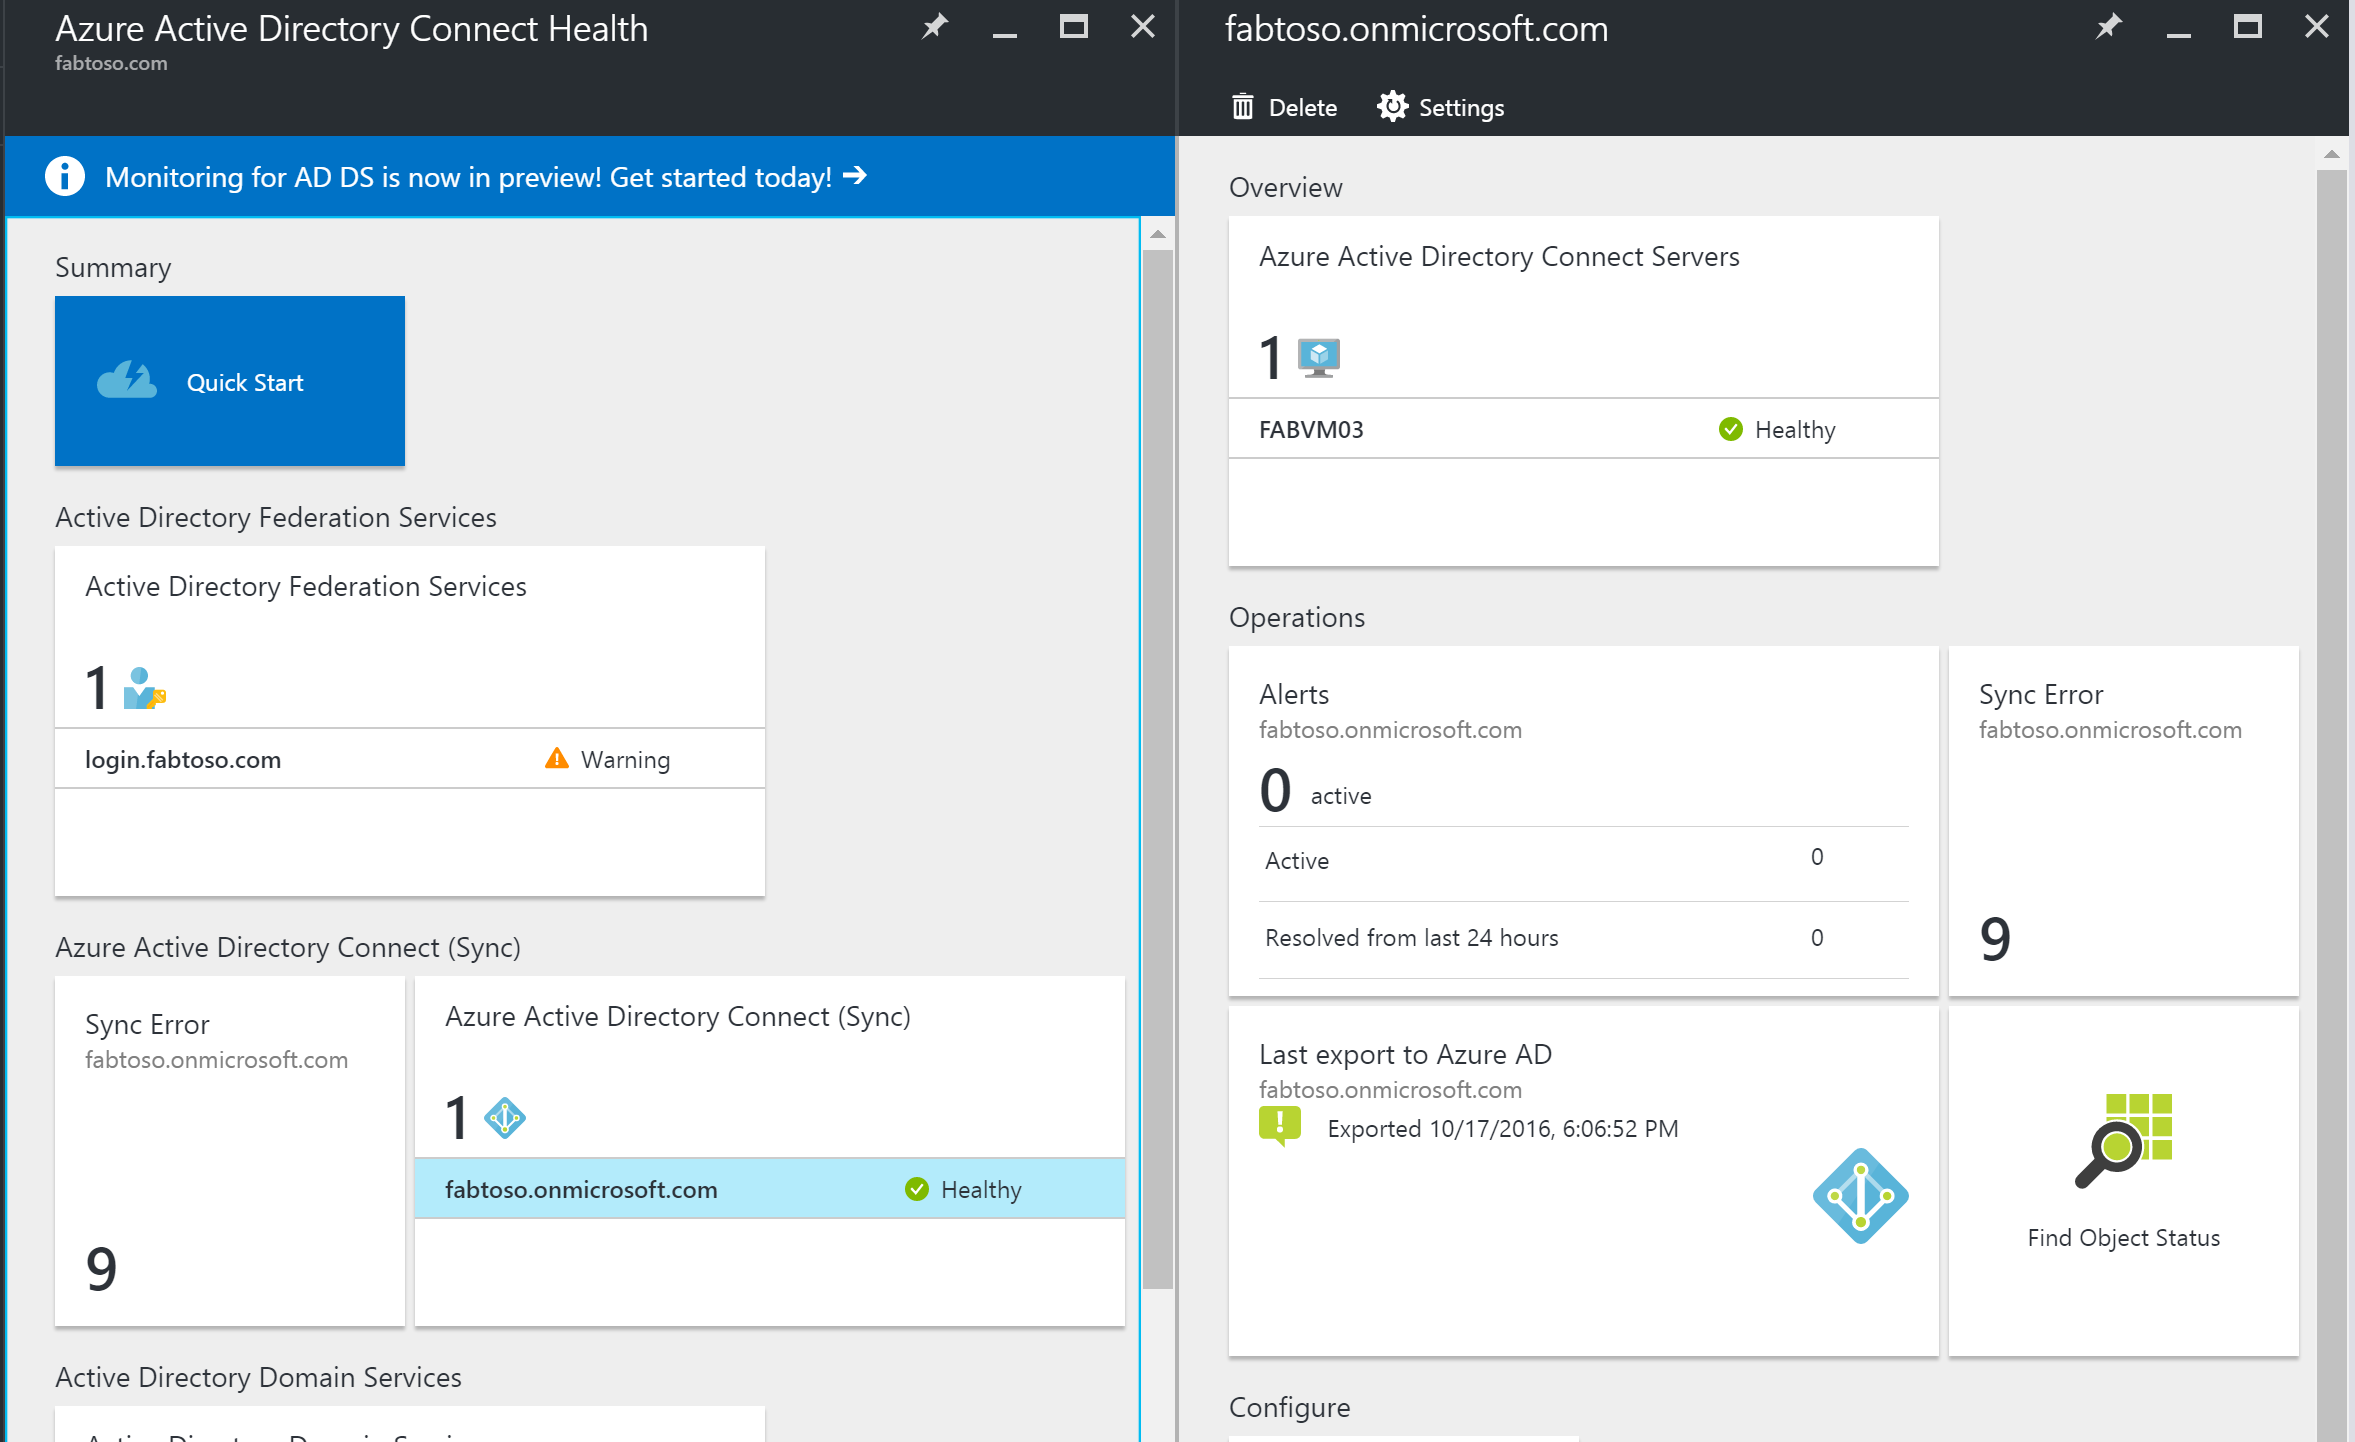 Azure Active Directory Connect Health
fabtoso.com
Monitoring for AD DS is now in preview! Get started today! →
Summary
Quick Start
Active Directory Federation Services
Active Directory Federation Services
1
login.fabtoso.com Warning
Azure Active Directory Connect (Sync)
Sync Error
fabtoso.onmicrosoft.com
9
Azure Active Directory Connect (Sync)
1
fabtoso.onmicrosoft.com Healthy
Active Directory Domain Services
fabtoso.onmicrosoft.com
Delete Settings
Overview
Azure Active Directory Connect Servers
1
FABVM03 Healthy
Operations
Alerts
fabtoso.onmicrosoft.com
0 active
Active 0
Resolved from last 24 hours 0
Sync Error
fabtoso.onmicrosoft.com
9
Last export to Azure AD
fabtoso.onmicrosoft.com
Exported 10/17/2016, 6:06:52 PM
Find Object Status
Configure